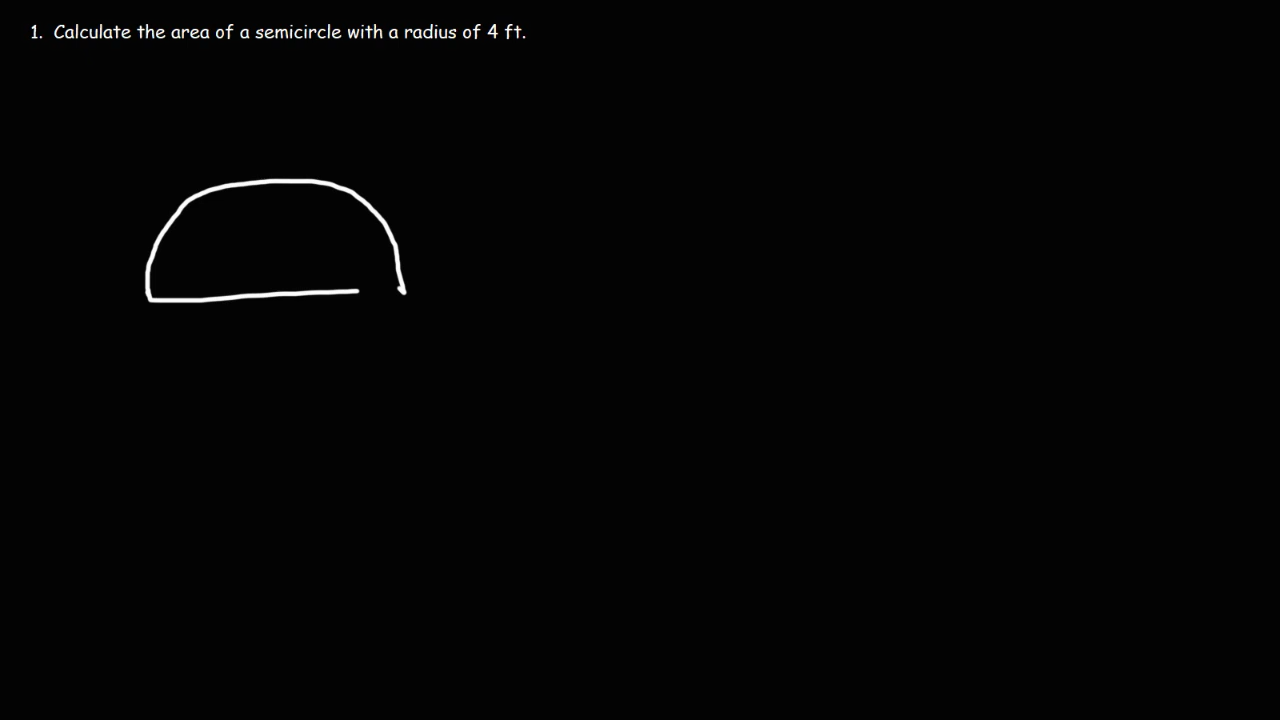 1. Calculate the area of a semicircle with a radius of 4 ft.